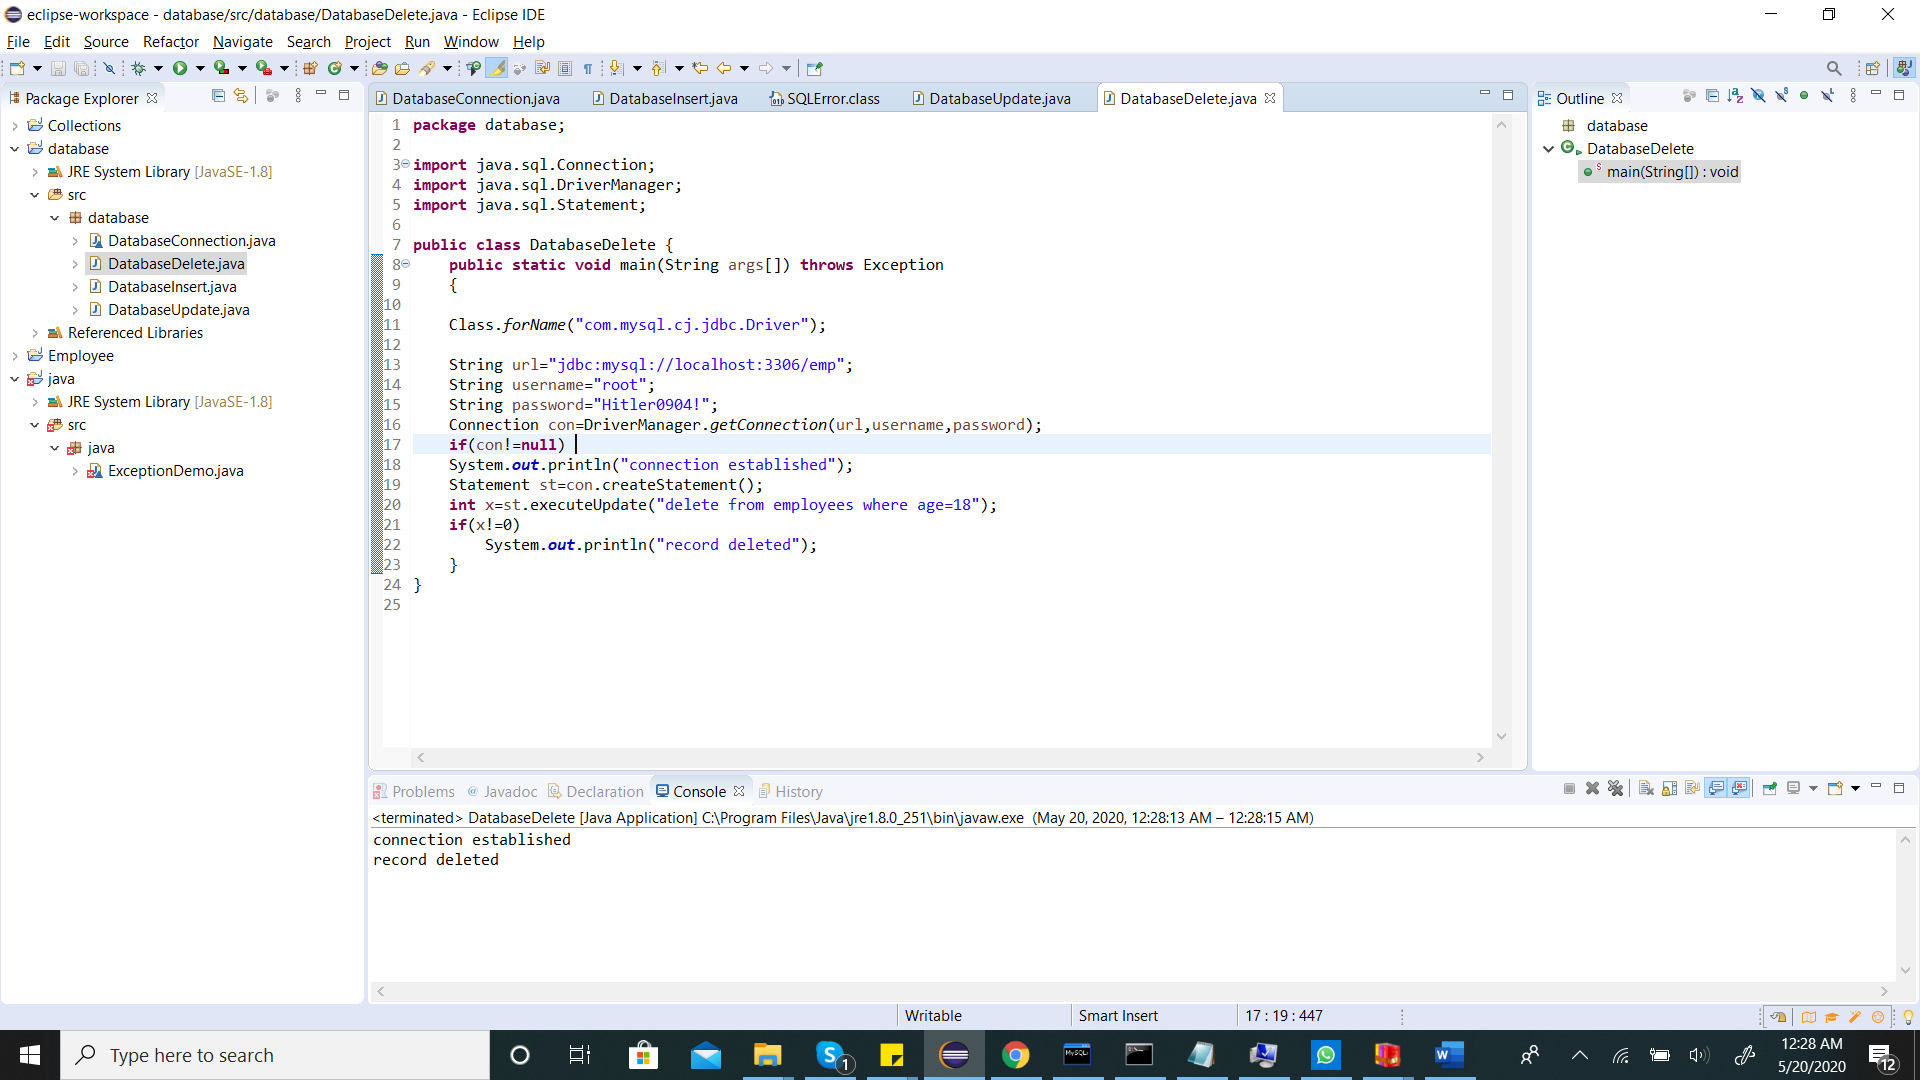 eclipse-workspace - database/src/database/DatabaseDelete.java - Eclipse IDE
File Edit Source Refactor Navigate Search Project Run Window Help
Package Explorer
Collections
database
JRE System Library [JavaSE-1.8]
src
database
DatabaseConnection.java
DatabaseDelete.java
DatabaseInsert.java
DatabaseUpdate.java
Referenced Libraries
Employee
java
JRE System Library [JavaSE-1.8]
src
java
ExceptionDemo.java
DatabaseConnection.java DatabaseInsert.java SQLError.class DatabaseUpdate.java DatabaseDelete.java
1 package database;
2
3 import java.sql.Connection;
4 import java.sql.DriverManager;
5 import java.sql.Statement;
6
7 public class DatabaseDelete {
8 public static void main(String args[]) throws Exception
9 {
10
11 Class.forName("com.mysql.cj.jdbc.Driver");
12
13 String url="jdbc:mysql://localhost:3306/emp";
14 String username="root";
15 String password="Hitler0904!";
16 Connection con=DriverManager.getConnection(url,username,password);
17 if(con!=null)
18 System.out.println("connection established");
19 Statement st=con.createStatement();
20 int x=st.executeUpdate("delete from employees where age=18");
21 if(x!=0)
22 System.out.println("record deleted");
23 }
24 }
25
Outline
database
DatabaseDelete
main(String[]) : void
Problems Javadoc Declaration Console History
<terminated> DatabaseDelete [Java Application] C:\Program Files\Java\jre1.8.0_251\bin\javaw.exe (May 20, 2020, 12:28:13 AM – 12:28:15 AM)
connection established
record deleted
Writable Smart Insert 17 : 19 : 447
Type here to search
12:28 AM
5/20/2020
12